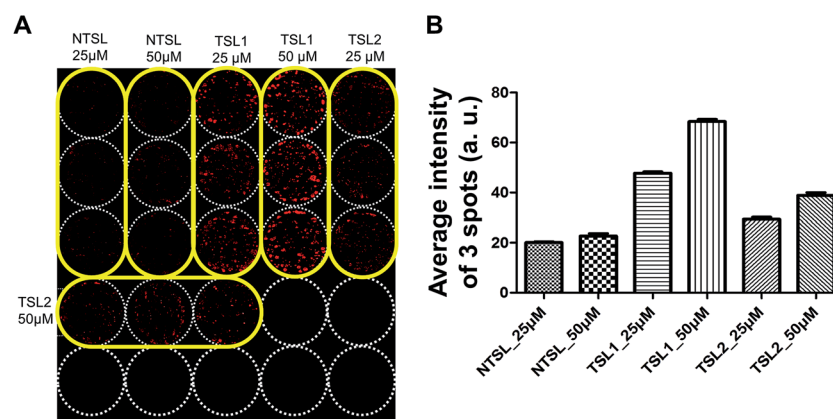 A
NTSL NTSL TSL1 TSL1 TSL2
25μM 50μM 25 μM 50 μM 25 μM
TSL2
50μM
B
Average intensity
of 3 spots (a. u.)
80
60
40
20
0
NTSL_25μM
NTSL_50μM
TSL1_25μM
TSL1_50μM
TSL2_25μM
TSL2_50μM